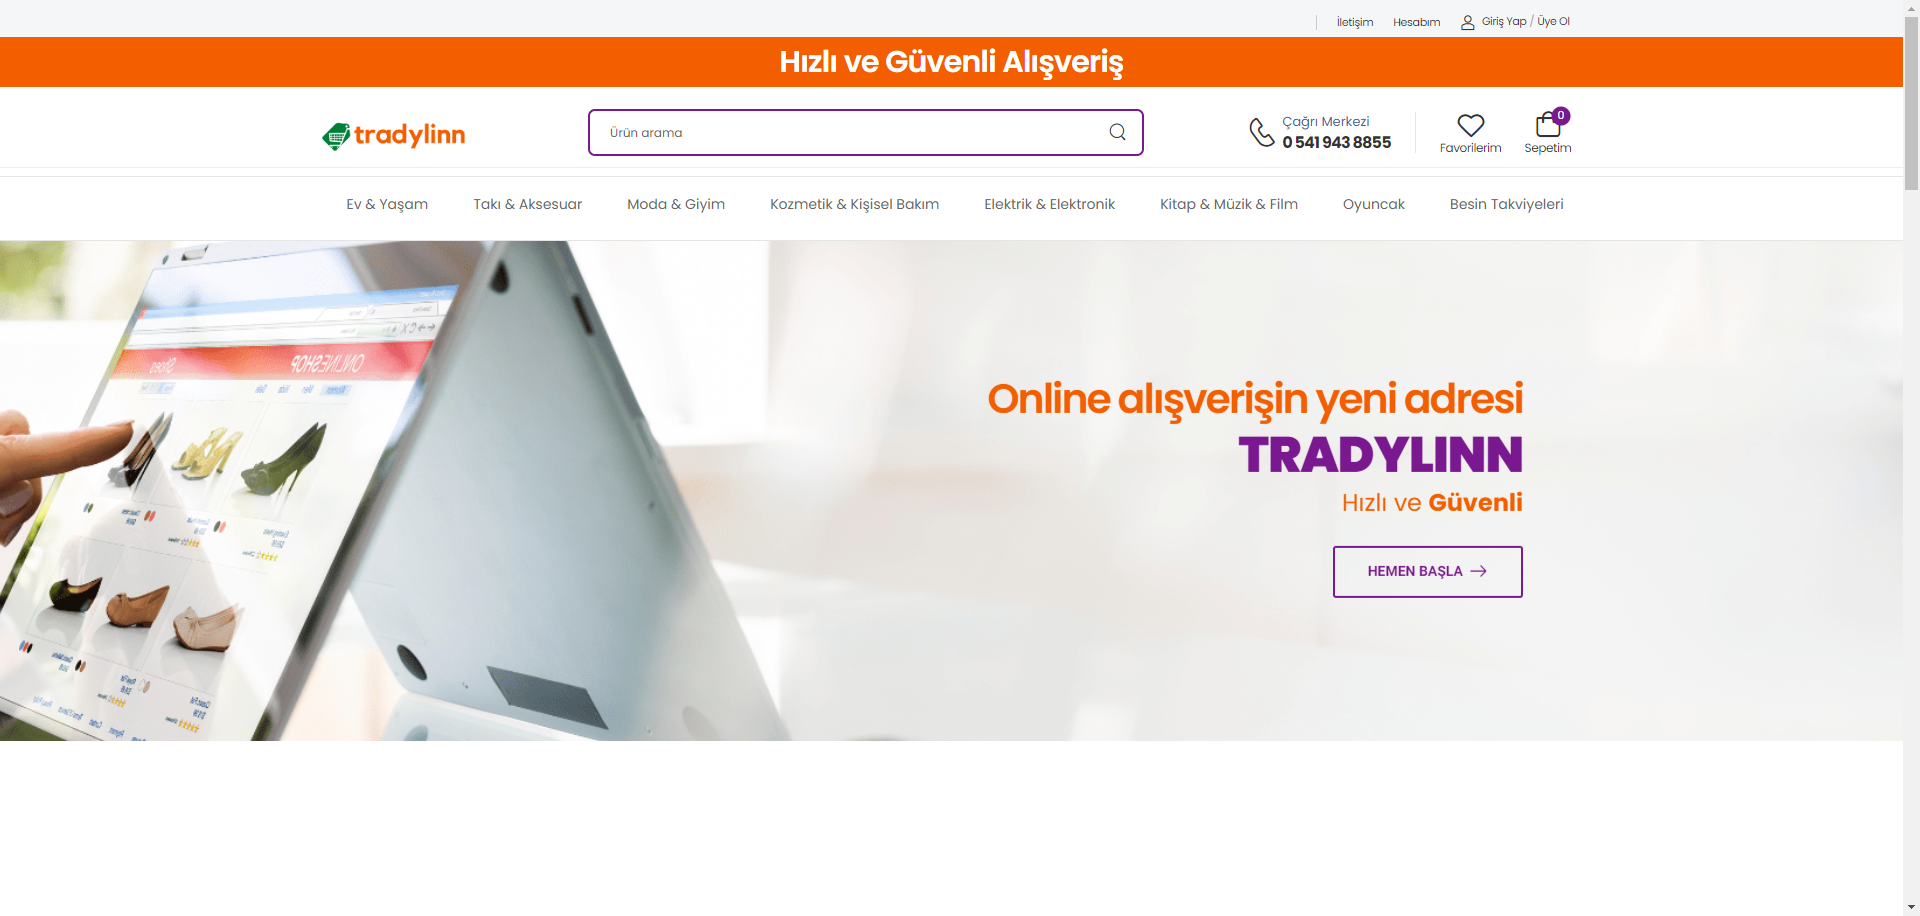 İletişim
Hesabım
Giriş Yap / Üye Ol
Hızlı ve Güvenli Alışveriş
tradylinn
Ürün arama
Çağrı Merkezi
0 541 943 8855
Favorilerim
0
Sepetim
Ev & Yaşam
Takı & Aksesuar
Moda & Giyim
Kozmetik & Kişisel Bakım
Elektrik & Elektronik
Kitap & Müzik & Film
Oyuncak
Besin Takviyeleri
ONLINESHOP
Shoes
Online alışverişin yeni adresi
TRADYLINN
Hızlı ve Güvenli
HEMEN BAŞLA